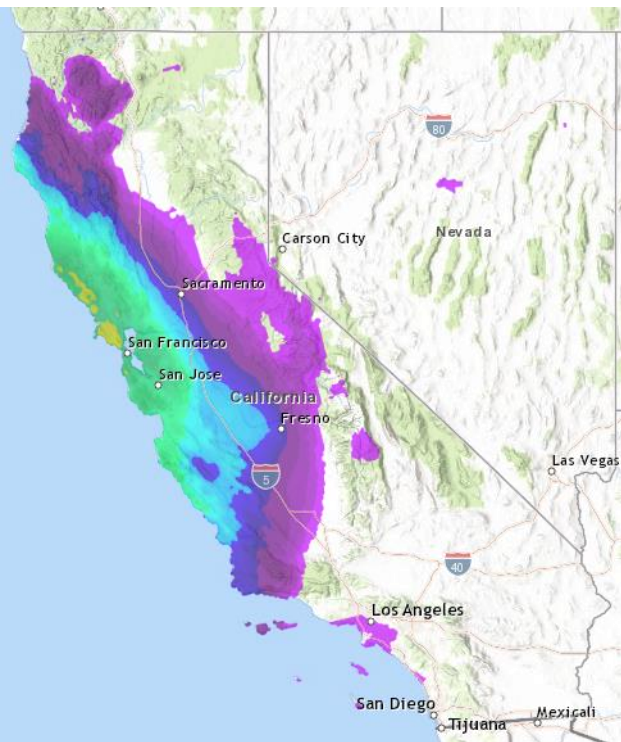 80
Nevada
Carson City
Sacramento
San Francisco
San Jose
California
Fresno
Las Vegas
5
40
Los Angeles
San Diego
Tijuana
Mexicali